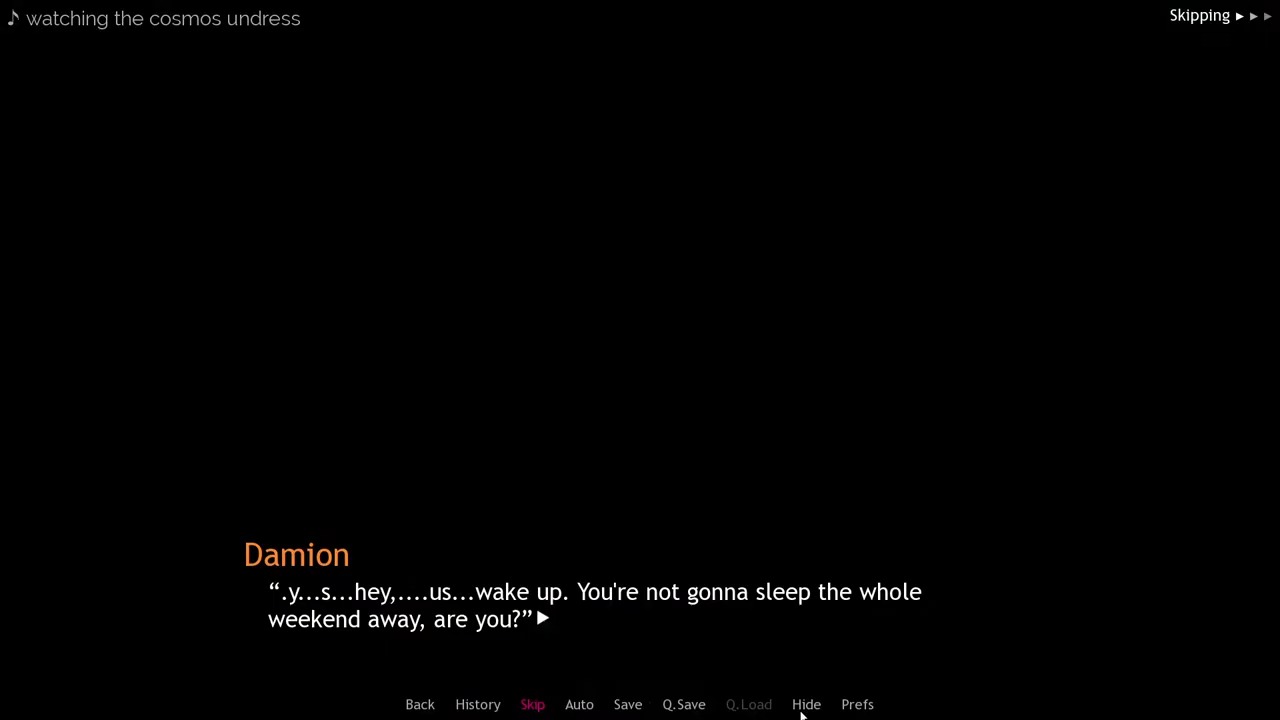 ♪ watching the cosmos undress
Skipping ▸ ▸ ▸
Damion
“.y...s...hey,....us...wake up. You're not gonna sleep the whole
weekend away, are you?”▶
Back History Skip Auto Save Q.Save Q.Load Hide Prefs